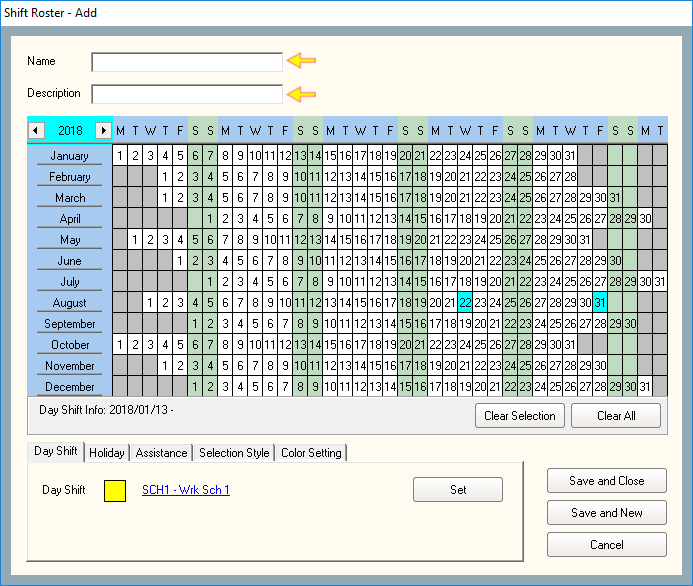 Shift Roster - Add
Name
Description
2018 M T W T F S S M T W T F S S M T W T F S S M T W T F S S M T W T F S S M T
January 1 2 3 4 5 6 7 8 9 10 11 12 13 14 15 16 17 18 19 20 21 22 23 24 25 26 27 28 29 30 31
February 1 2 3 4 5 6 7 8 9 10 11 12 13 14 15 16 17 18 19 20 21 22 23 24 25 26 27 28
March 1 2 3 4 5 6 7 8 9 10 11 12 13 14 15 16 17 18 19 20 21 22 23 24 25 26 27 28 29 30 31
April 1 2 3 4 5 6 7 8 9 10 11 12 13 14 15 16 17 18 19 20 21 22 23 24 25 26 27 28 29 30
May 1 2 3 4 5 6 7 8 9 10 11 12 13 14 15 16 17 18 19 20 21 22 23 24 25 26 27 28 29 30 31
June 1 2 3 4 5 6 7 8 9 10 11 12 13 14 15 16 17 18 19 20 21 22 23 24 25 26 27 28 29 30
July 1 2 3 4 5 6 7 8 9 10 11 12 13 14 15 16 17 18 19 20 21 22 23 24 25 26 27 28 29 30 31
August 1 2 3 4 5 6 7 8 9 10 11 12 13 14 15 16 17 18 19 20 21 22 23 24 25 26 27 28 29 30 31
September 1 2 3 4 5 6 7 8 9 10 11 12 13 14 15 16 17 18 19 20 21 22 23 24 25 26 27 28 29 30
October 1 2 3 4 5 6 7 8 9 10 11 12 13 14 15 16 17 18 19 20 21 22 23 24 25 26 27 28 29 30 31
November 1 2 3 4 5 6 7 8 9 10 11 12 13 14 15 16 17 18 19 20 21 22 23 24 25 26 27 28 29 30
December 1 2 3 4 5 6 7 8 9 10 11 12 13 14 15 16 17 18 19 20 21 22 23 24 25 26 27 28 29 30 31
Day Shift Info: 2018/01/13 -
Clear Selection Clear All
Day Shift Holiday Assistance Selection Style Color Setting
Day Shift SCH1 - Wrk Sch 1 Set
Save and Close
Save and New
Cancel